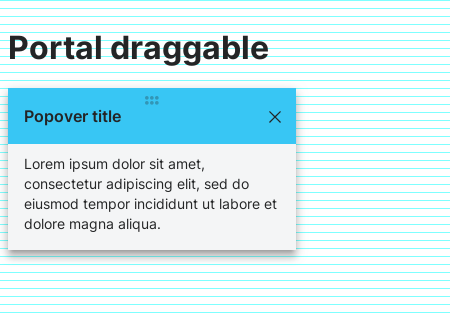 Portal draggable
Popover title
Lorem ipsum dolor sit amet,
consectetur adipiscing elit, sed do
eiusmod tempor incididunt ut labore et
dolore magna aliqua.